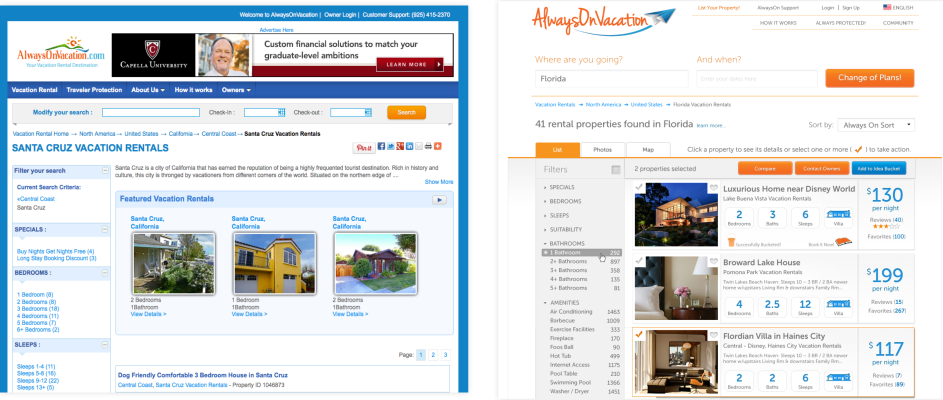 Welcome to AlwaysOnVacation | Owner Login | Customer Support: (925) 415-2370
Advertise Here
AlwaysOnVacation.com
Your Vacation Rental Destination
CAPELLA UNIVERSITY
Custom financial solutions to match your
graduate-level ambitions
LEARN MORE
Vacation Rental Traveler Protection About Us How it works Owners
Modify your search : Check-in : Check-out : Search
Vacation Rental Home → North America → United States → California → Central Coast → Santa Cruz Vacation Rentals
SANTA CRUZ VACATION RENTALS
Pin it
Filter your search
Current Search Criteria:
«Central Coast
Santa Cruz
SPECIALS :
Buy Nights Get Nights Free (4)
Long Stay Booking Discount (3)
BEDROOMS :
1 Bedroom (8)
2 Bedrooms (8)
3 Bedrooms (18)
4 Bedrooms (11)
5 Bedrooms (7)
6+ Bedrooms (2)
SLEEPS :
Sleeps 1-4 (11)
Sleeps 5-8 (16)
Sleeps 9-12 (22)
Sleeps 13+ (5)
Santa Cruz is a city of California that has earned the reputation of being a highly frequented tourist destination. Rich in history and
culture, this city is thronged by vacationers from different corners of the world. Situated on the northern edge of ....
Show More
Featured Vacation Rentals
Santa Cruz,
California
2 Bedrooms
1Bathroom
View Details >
Santa Cruz,
California
1 Bedroom
1Bathroom
View Details >
Santa Cruz,
California
2 Bedrooms
1Bathroom
View Details >
Page: 1 2 3
Dog Friendly Comfortable 3 Bedroom House in Santa Cruz
Central Coast, Santa Cruz Vacation Rentals - Property ID 1046873
AlwaysOnVacation
List Your Property! AlwaysOn Support Login | Sign Up ENGLISH
HOW IT WORKS ALWAYS PROTECTED! COMMUNITY
Where are you going? And when?
Florida Enter your dates here Change of Plans!
Vacation Rentals → North America → United States → Florida Vacation Rentals
41 rental properties found in Florida learn more...
Sort by: Always On Sort
List Photos Map Click a property to see its details or select one or more ( ✓ ) to take action.
Filters
SPECIALS
BEDROOMS
SLEEPS
SUITABILITY
BATHROOMS
1 Bathroom 292
2+ Bathrooms 897
3+ Bathrooms 358
4+ Bathrooms 135
5+ Bathrooms 81
AMENITIES
Air Conditioning 1463
Barbecue 1009
Exercise Facilities 333
Fireplace 170
Foos Ball 90
Hot Tub 499
Internet Access 1175
Pool Table 210
Swimming Pool 1366
Washer / Dryer 1451
2 properties selected Compare Contact Owners Add to Idea Bucket
Luxurious Home near Disney World
Lake Buena Vista Vacation Rentals
2 3 6
Bedrooms Baths Sleeps Villa
Successfully Bucketed! Book it Now!
$130
per night
Reviews (40)
Favorites (100)
Broward Lake House
Pomona Park Vacation Rentals
Twin Lakes Beach Haven: Sleeps 10 – 3 BR / 2 BA newer
home w/upstairs Living Rm & downstairs Family Rm...
4 2.5 12
Bedrooms Baths Sleeps Villa
$199
per night
Reviews (15)
Favorites (267)
Flordian Villa in Haines City
Central - Disney, Haines City Vacation Rentals
Twin Lakes Beach Haven: Sleeps 10 – 3 BR / 2 BA newer
home w/upstairs Living Rm & downstairs Family Rm...
2 2 6
Bedrooms Baths Sleeps Villa
$117
per night
Reviews (7)
Favorites (89)